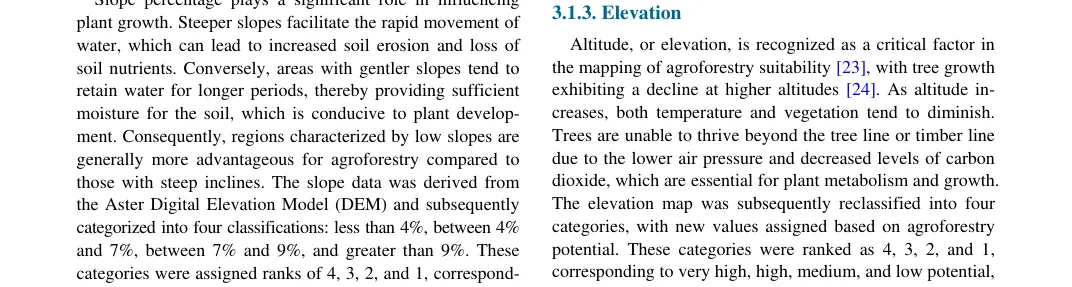 Slope percentage plays a significant role in influencing
plant growth. Steeper slopes facilitate the rapid movement of
water, which can lead to increased soil erosion and loss of
soil nutrients. Conversely, areas with gentler slopes tend to
retain water for longer periods, thereby providing sufficient
moisture for the soil, which is conducive to plant develop-
ment. Consequently, regions characterized by low slopes are
generally more advantageous for agroforestry compared to
those with steep inclines. The slope data was derived from
the Aster Digital Elevation Model (DEM) and subsequently
categorized into four classifications: less than 4%, between 4%
and 7%, between 7% and 9%, and greater than 9%. These
categories were assigned ranks of 4, 3, 2, and 1, correspond-
3.1.3. Elevation
Altitude, or elevation, is recognized as a critical factor in
the mapping of agroforestry suitability [23], with tree growth
exhibiting a decline at higher altitudes [24]. As altitude in-
creases, both temperature and vegetation tend to diminish.
Trees are unable to thrive beyond the tree line or timber line
due to the lower air pressure and decreased levels of carbon
dioxide, which are essential for plant metabolism and growth.
The elevation map was subsequently reclassified into four
categories, with new values assigned based on agroforestry
potential. These categories were ranked as 4, 3, 2, and 1,
corresponding to very high, high, medium, and low potential,